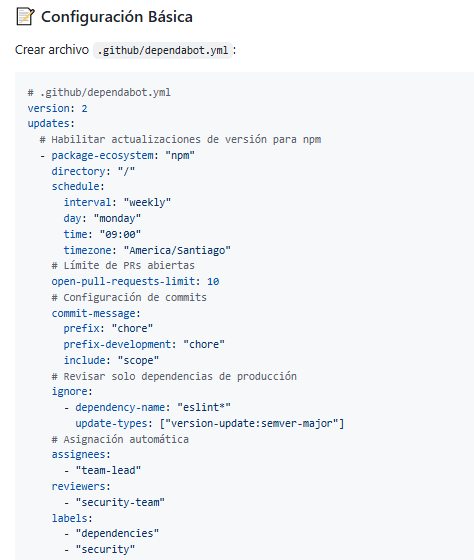 📝 Configuración Básica
Crear archivo .github/dependabot.yml:
# .github/dependabot.yml
version: 2
updates:
  # Habilitar actualizaciones de versión para npm
  - package-ecosystem: "npm"
    directory: "/"
    schedule:
      interval: "weekly"
      day: "monday"
      time: "09:00"
      timezone: "America/Santiago"
    # Límite de PRs abiertas
    open-pull-requests-limit: 10
    # Configuración de commits
    commit-message:
      prefix: "chore"
      prefix-development: "chore"
      include: "scope"
    # Revisar solo dependencias de producción
    ignore:
      - dependency-name: "eslint*"
        update-types: ["version-update:semver-major"]
    # Asignación automática
    assignees:
      - "team-lead"
    reviewers:
      - "security-team"
    labels:
      - "dependencies"
      - "security"